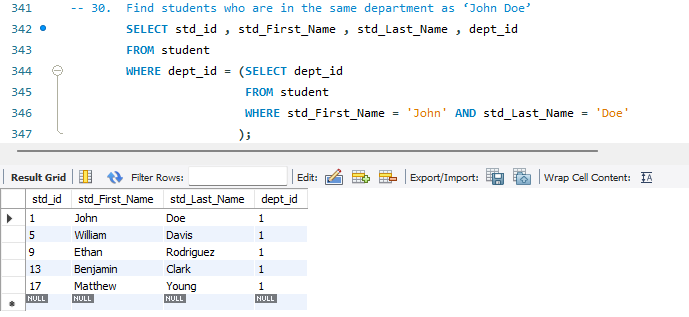 341 -- 30. Find students who are in the same department as ‘John Doe’
342 SELECT std_id , std_First_Name , std_Last_Name , dept_id
343 FROM student
344 WHERE dept_id = (SELECT dept_id
345 FROM student
346 WHERE std_First_Name = 'John' AND std_Last_Name = 'Doe'
347 );
Result Grid Filter Rows: Edit: Export/Import: Wrap Cell Content: IA
std_id std_First_Name std_Last_Name dept_id
1 John Doe 1
5 William Davis 1
9 Ethan Rodriguez 1
13 Benjamin Clark 1
17 Matthew Young 1
NULL NULL NULL NULL